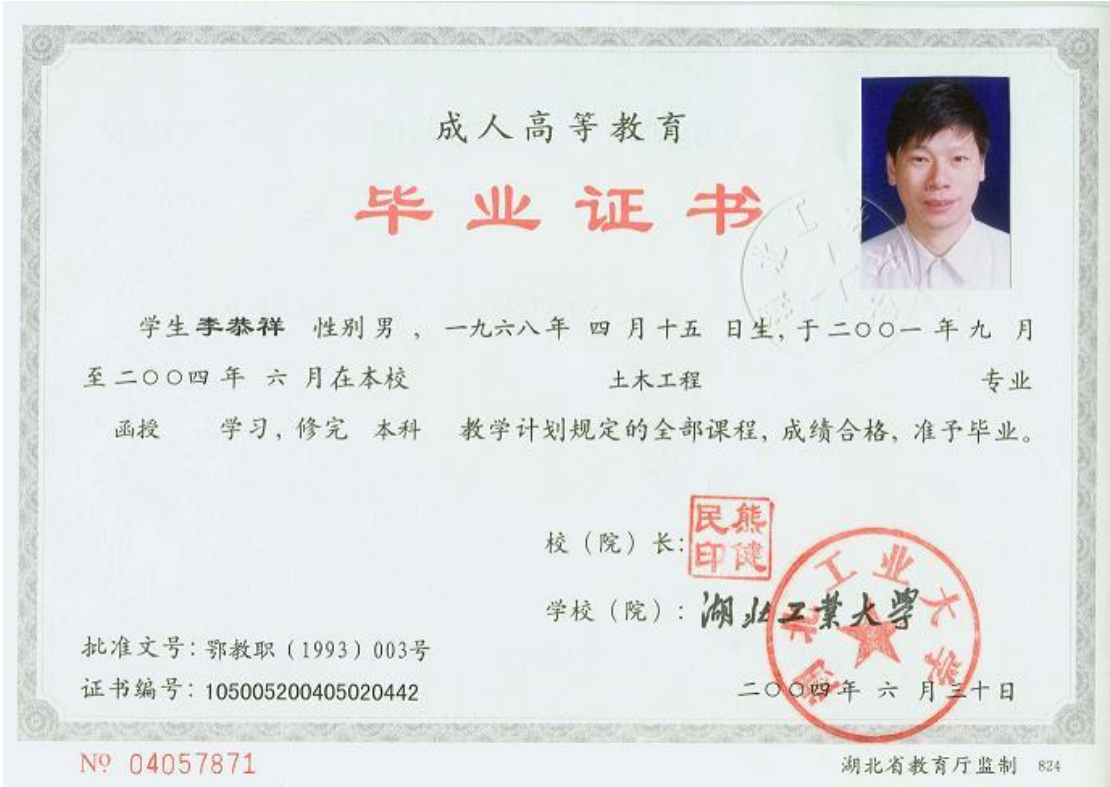 成人高等教育
毕业证书
学生李恭祥 性别男，一九六八年 四 月十五 日生, 于二〇〇一 年九 月
至二〇〇四年 六 月在本校 土木工程 专业
函授 学习, 修完 本科 教学计划规定的全部课程, 成绩合格, 准予毕业。
校（院）长: 熊健民印
学校（院）: 湖北工業大學
湖北工业大学
批准文号: 鄂教职（1993）003号
证书编号: 105005200405020442
二〇〇四年 六 月三十日
№ 04057871
湖北省教育厅监制 824